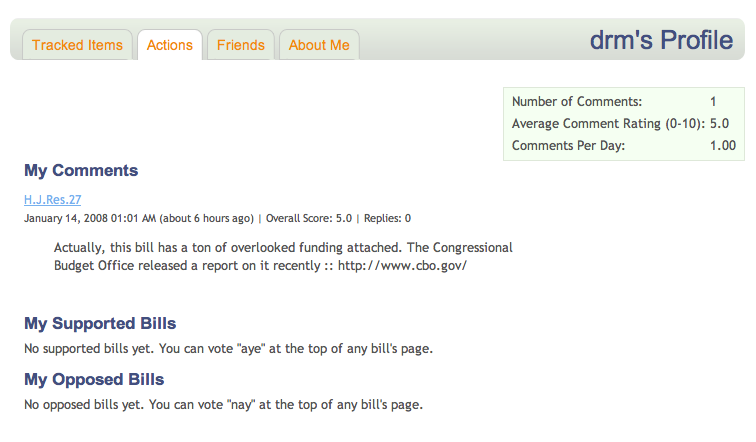 Tracked Items Actions Friends About Me drm's Profile
Number of Comments: 1
Average Comment Rating (0-10): 5.0
Comments Per Day: 1.00
My Comments
H.J.Res.27
January 14, 2008 01:01 AM (about 6 hours ago) | Overall Score: 5.0 | Replies: 0
Actually, this bill has a ton of overlooked funding attached. The Congressional
Budget Office released a report on it recently :: http://www.cbo.gov/
My Supported Bills
No supported bills yet. You can vote "aye" at the top of any bill's page.
My Opposed Bills
No opposed bills yet. You can vote "nay" at the top of any bill's page.